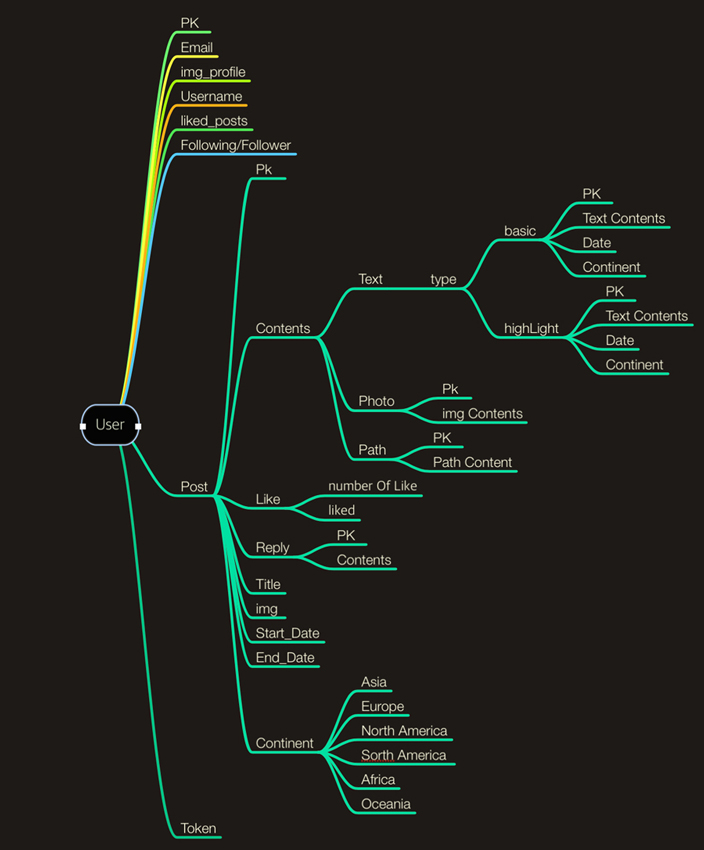 PK
Email
img_profile
Username
liked_posts
Following/Follower
Pk
PK
basic
Text Contents
Date
Text type
Continent
PK
Contents
highLight
Text Contents
Date
Continent
Pk
Photo
img Contents
User
PK
Path
Path Content
Post
number Of Like
Like
liked
PK
Reply
Contents
Title
img
Start_Date
End_Date
Asia
Europe
North America
Continent
Sorth America
Africa
Oceania
Token